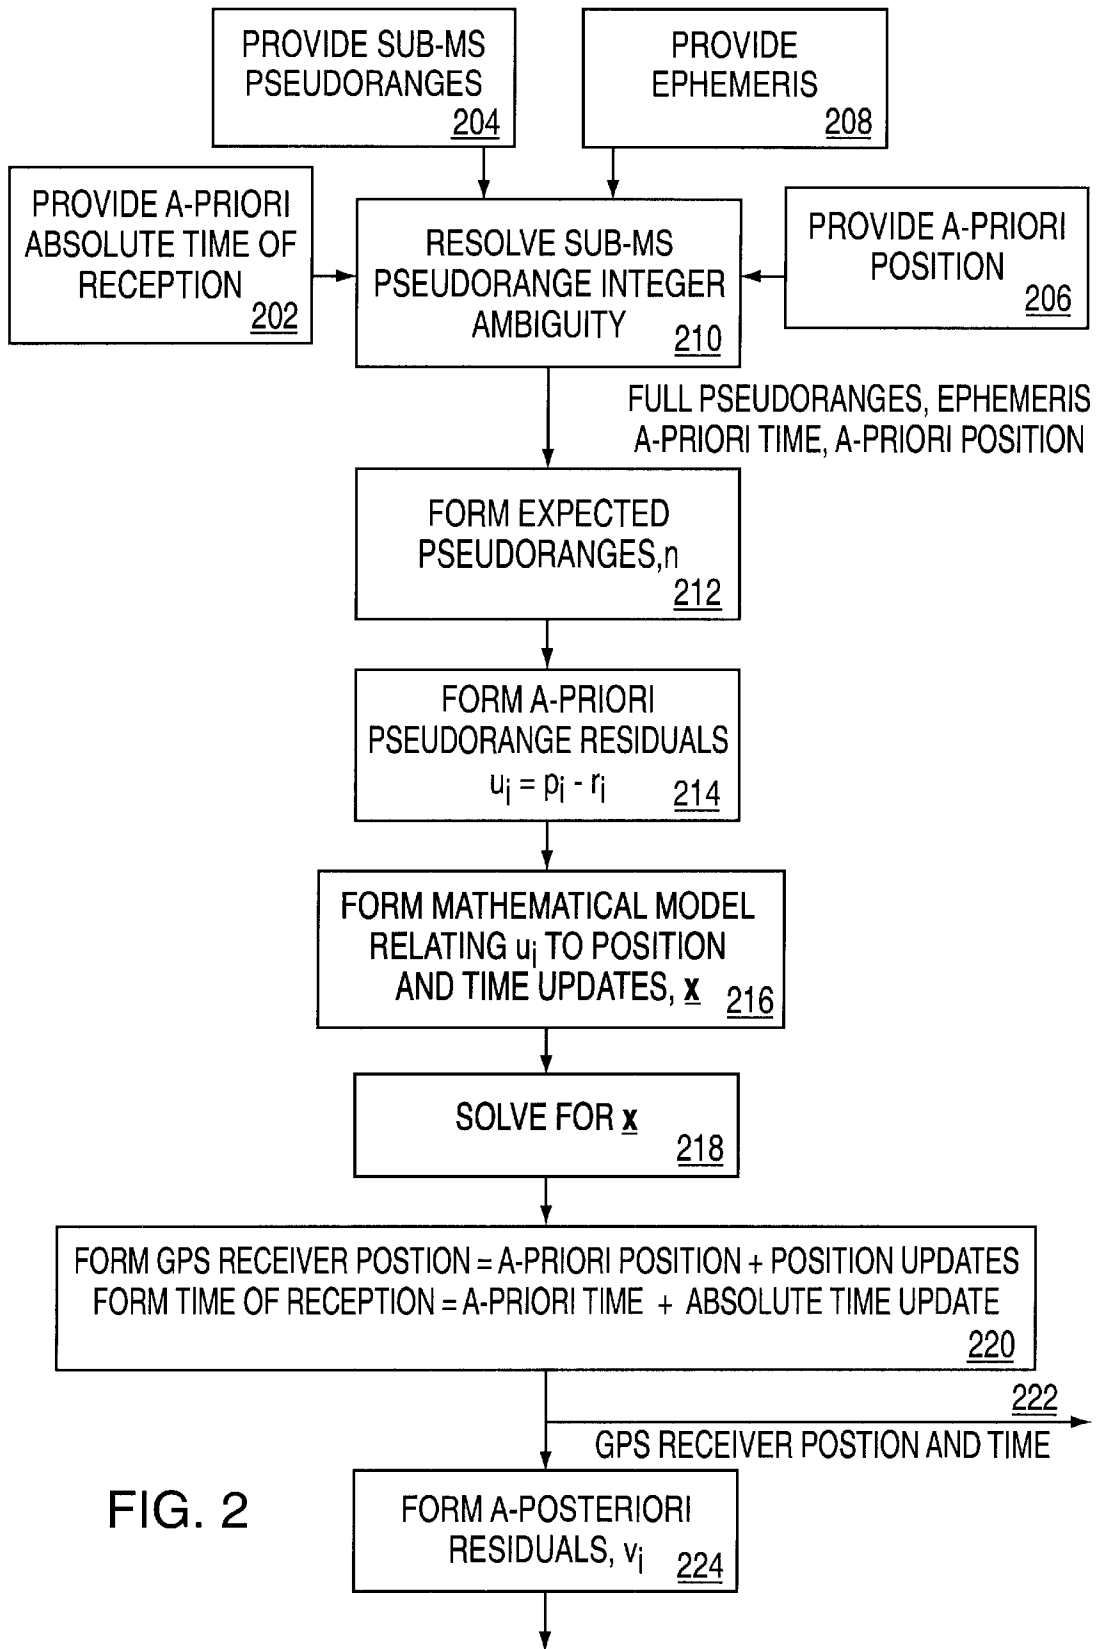 PROVIDE SUB-MS
PSEUDORANGES
204
PROVIDE
EPHEMERIS
208
PROVIDE A-PRIORI
ABSOLUTE TIME OF
RECEPTION
202
RESOLVE SUB-MS
PSEUDORANGE INTEGER
AMBIGUITY
210
PROVIDE A-PRIORI
POSITION
206
FULL PSEUDORANGES, EPHEMERIS
A-PRIORI TIME, A-PRIORI POSITION
FORM EXPECTED
PSEUDORANGES,n
212
FORM A-PRIORI
PSEUDORANGE RESIDUALS
uᵢ = pᵢ - rᵢ
214
FORM MATHEMATICAL MODEL
RELATING uᵢ TO POSITION
AND TIME UPDATES, x
216
SOLVE FOR x
218
FORM GPS RECEIVER POSTION = A-PRIORI POSITION + POSITION UPDATES
FORM TIME OF RECEPTION = A-PRIORI TIME + ABSOLUTE TIME UPDATE
220
222
GPS RECEIVER POSTION AND TIME
FIG. 2
FORM A-POSTERIORI
RESIDUALS, vᵢ
224